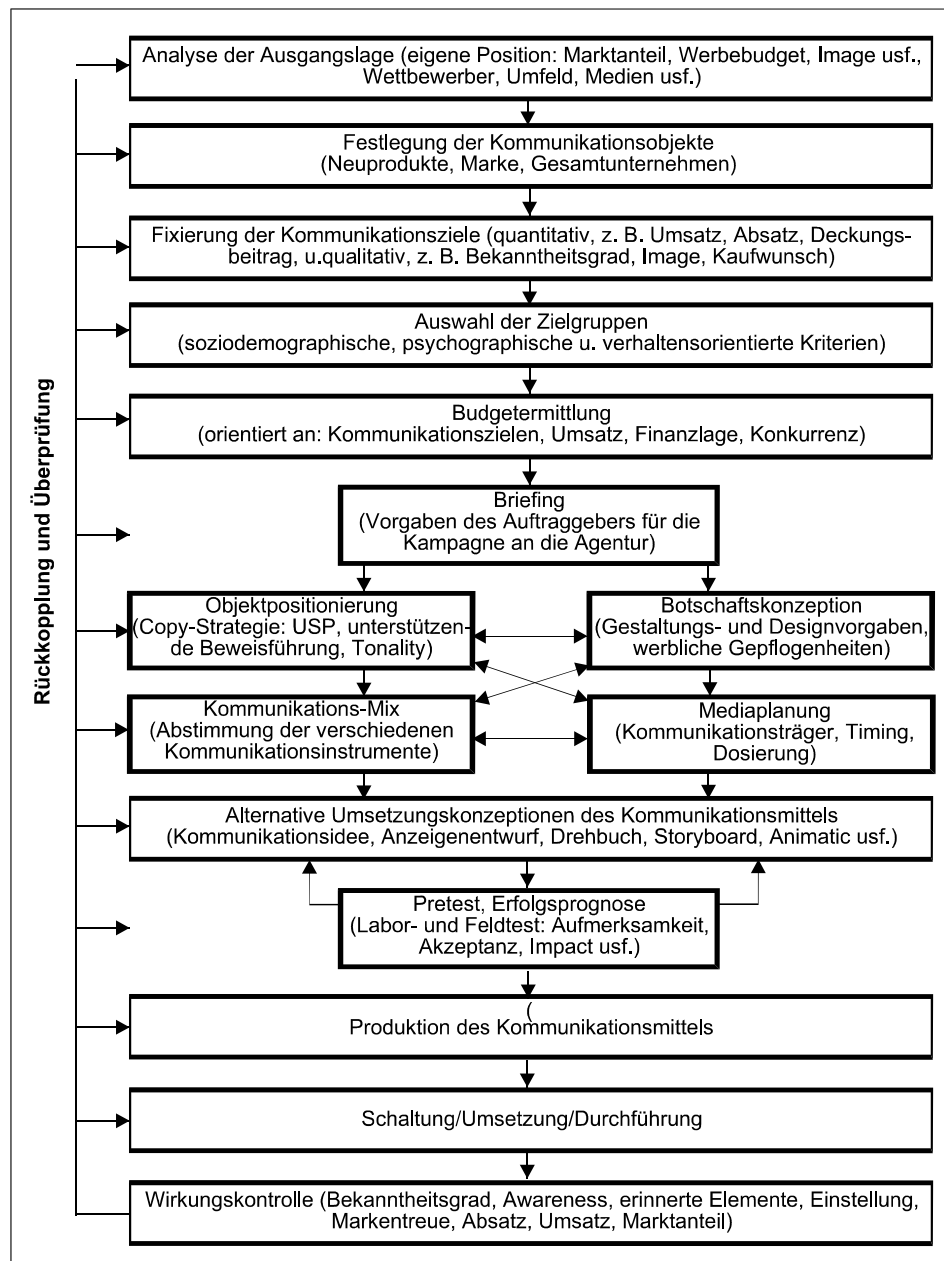 Rückkopplung und Überprüfung
Analyse der Ausgangslage (eigene Position: Marktanteil, Werbebudget, Image usf.,
Wettbewerber, Umfeld, Medien usf.)
Festlegung der Kommunikationsobjekte
(Neuprodukte, Marke, Gesamtunternehmen)
Fixierung der Kommunikationsziele (quantitativ, z. B. Umsatz, Absatz, Deckungs-
beitrag, u.qualitativ, z. B. Bekanntheitsgrad, Image, Kaufwunsch)
Auswahl der Zielgruppen
(soziodemographische, psychographische u. verhaltensorientierte Kriterien)
Budgetermittlung
(orientiert an: Kommunikationszielen, Umsatz, Finanzlage, Konkurrenz)
Briefing
(Vorgaben des Auftraggebers für die
Kampagne an die Agentur)
Objektpositionierung
(Copy-Strategie: USP, unterstützen-
de Beweisführung, Tonality)
Botschaftskonzeption
(Gestaltungs- und Designvorgaben,
werbliche Gepflogenheiten)
Kommunikations-Mix
(Abstimmung der verschiedenen
Kommunikationsinstrumente)
Mediaplanung
(Kommunikationsträger, Timing,
Dosierung)
Alternative Umsetzungskonzeptionen des Kommunikationsmittels
(Kommunikationsidee, Anzeigenentwurf, Drehbuch, Storyboard, Animatic usf.)
Pretest, Erfolgsprognose
(Labor- und Feldtest: Aufmerksamkeit,
Akzeptanz, Impact usf.)
(
Produktion des Kommunikationsmittels
Schaltung/Umsetzung/Durchführung
Wirkungskontrolle (Bekanntheitsgrad, Awareness, erinnerte Elemente, Einstellung,
Markentreue, Absatz, Umsatz, Marktanteil)